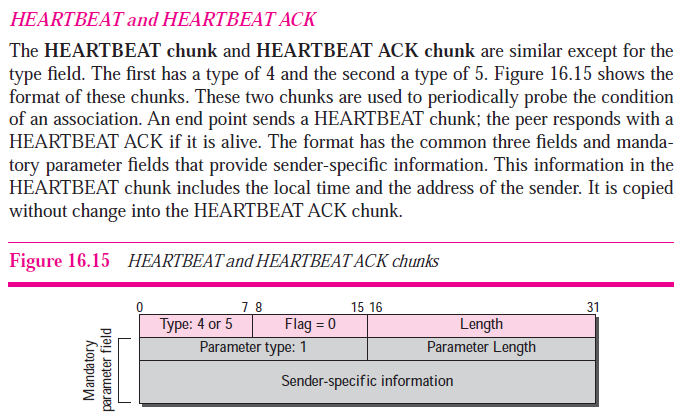 HEARTBEAT and HEARTBEAT ACK
The HEARTBEAT chunk and HEARTBEAT ACK chunk are similar except for the
type field. The first has a type of 4 and the second a type of 5. Figure 16.15 shows the
format of these chunks. These two chunks are used to periodically probe the condition
of an association. An end point sends a HEARTBEAT chunk; the peer responds with a
HEARTBEAT ACK if it is alive. The format has the common three fields and manda-
tory parameter fields that provide sender-specific information. This information in the
HEARTBEAT chunk includes the local time and the address of the sender. It is copied
without change into the HEARTBEAT ACK chunk.
Figure 16.15 HEARTBEAT and HEARTBEAT ACK chunks
0 7 8 15 16 31
Type: 4 or 5 Flag = 0 Length
Parameter type: 1 Parameter Length
Sender-specific information
Mandatory
parameter field